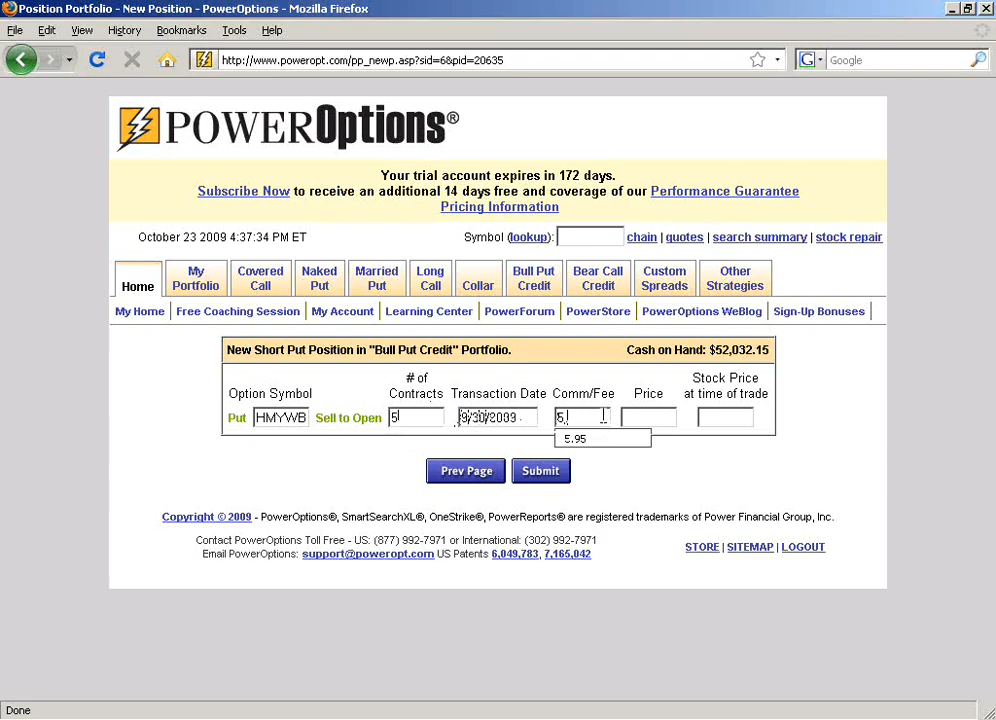 Position Portfolio - New Position - PowerOptions - Mozilla Firefox
File Edit View History Bookmarks Tools Help
http://www.poweropt.com/pp_newp.asp?sid=6&pid=20635
Google
POWEROptions®
Your trial account expires in 172 days.
Subscribe Now to receive an additional 14 days free and coverage of our Performance Guarantee
Pricing Information
October 23 2009 4:37:34 PM ET
Symbol (lookup): chain | quotes | search summary | stock repair
Home
My Portfolio
Covered Call
Naked Put
Married Put
Long Call
Collar
Bull Put Credit
Bear Call Credit
Custom Spreads
Other Strategies
My Home | Free Coaching Session | My Account | Learning Center | PowerForum | PowerStore | PowerOptions WeBlog | Sign-Up Bonuses |
New Short Put Position in "Bull Put Credit" Portfolio. Cash on Hand: $52,032.15
Option Symbol
# of Contracts
Transaction Date
Comm/Fee
Price
Stock Price at time of trade
Put HMYWB Sell to Open 5 9/30/2009 5.
5.95
Prev Page Submit
Copyright © 2009 - PowerOptions®, SmartSearchXL®, OneStrike®, PowerReports® are registered trademarks of Power Financial Group, Inc.
Contact PowerOptions Toll Free - US: (877) 992-7971 or International: (302) 992-7971
Email PowerOptions: support@poweropt.com US Patents 6,049,783, 7,165,042
STORE | SITEMAP | LOGOUT
Done